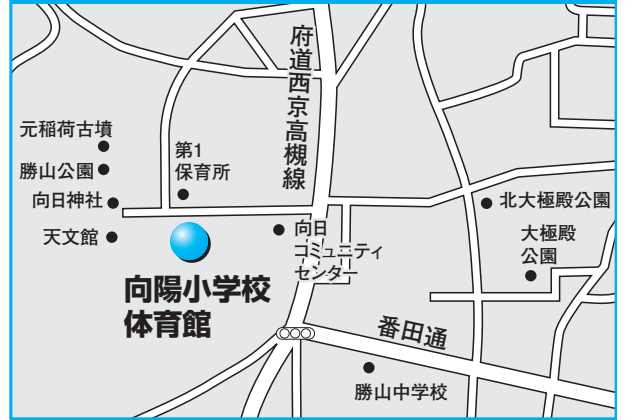 府道西京高槻線
元稲荷古墳
勝山公園
向日神社
天文館
第1
保育所
向日
コミュニティ
センター
北大極殿公園
大極殿
公園
向陽小学校
体育館
番田通
勝山中学校